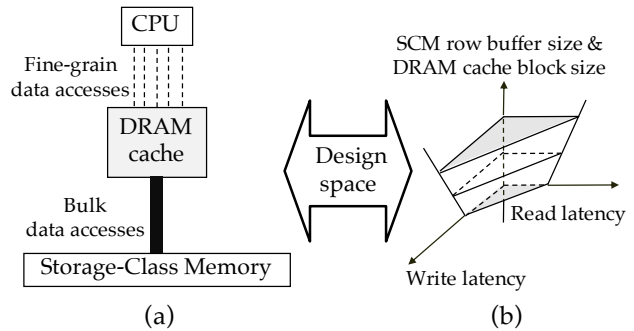 CPU
Fine-grain
data accesses
DRAM
cache
Bulk
data accesses
Storage-Class Memory
(a)
Design
space
SCM row buffer size &
DRAM cache block size
Read latency
Write latency
(b)